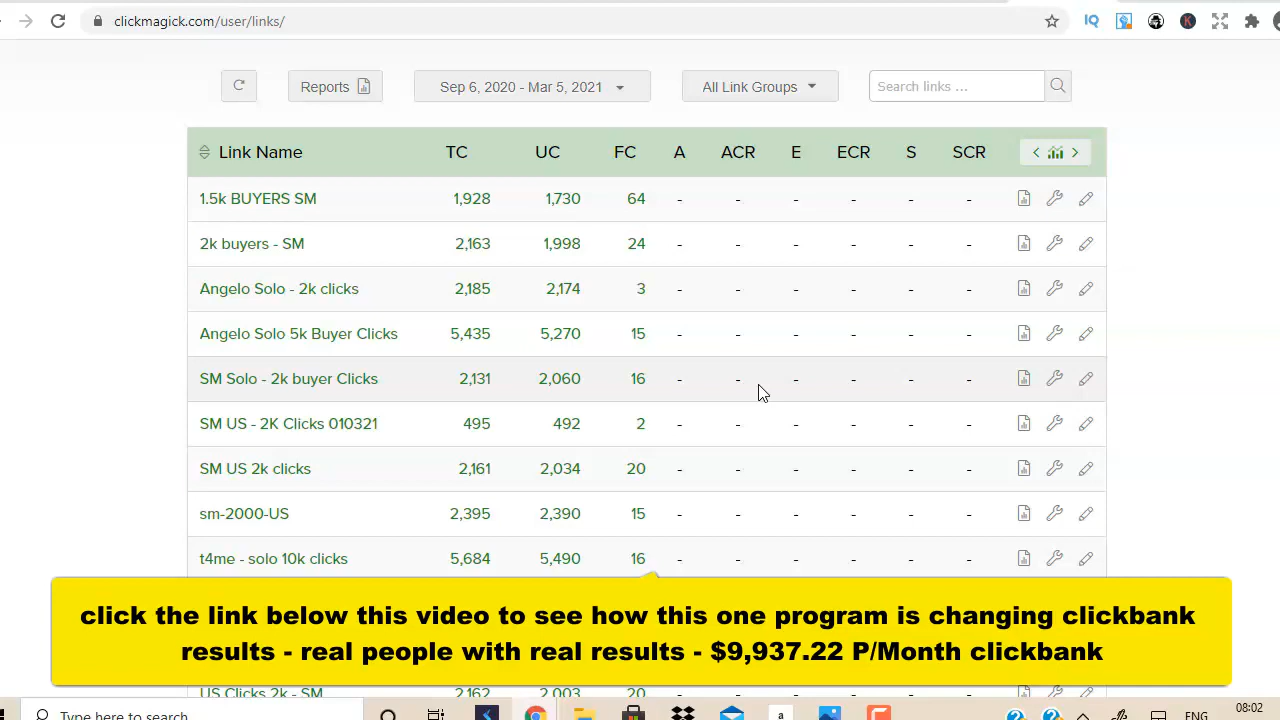 clickmagick.com/user/links/
IQ
K
Reports
Sep 6, 2020 - Mar 5, 2021
All Link Groups
Search links ...
Link Name TC UC FC A ACR E ECR S SCR
1.5k BUYERS SM 1,928 1,730 64 - - - - - -
2k buyers - SM 2,163 1,998 24 - - - - - -
Angelo Solo - 2k clicks 2,185 2,174 3 - - - - - -
Angelo Solo 5k Buyer Clicks 5,435 5,270 15 - - - - - -
SM Solo - 2k buyer Clicks 2,131 2,060 16 - - - - - -
SM US - 2K Clicks 010321 495 492 2 - - - - - -
SM US 2k clicks 2,161 2,034 20 - - - - - -
sm-2000-US 2,395 2,390 15 - - - - - -
t4me - solo 10k clicks 5,684 5,490 16 - - - - - -
click the link below this video to see how this one program is changing clickbank
results - real people with real results - $9,937.22 P/Month clickbank
US Clicks 2k - SM 2,162 2,003 20 - - - - - -
Type here to search
a
ENG
08:02